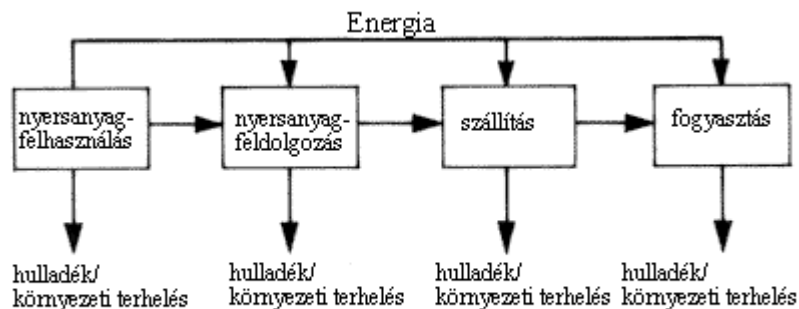 Energia
nyersanyag-
felhasználás
nyersanyag-
feldolgozás
szállítás
fogyasztás
hulladék/
környezeti terhelés
hulladék/
környezeti terhelés
hulladék/
környezeti terhelés
hulladék/
környezeti terhelés